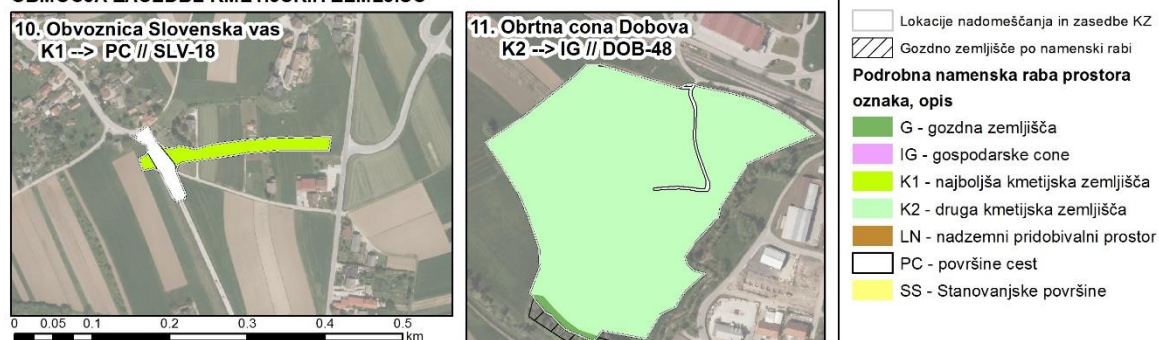 OBMOČJA ZASEDBE KMETIJSKIH ZEMLJIŠČ
10. Obvoznica Slovenska vas
K1 --> PC // SLV-18
0 0.05 0.1 0.2 0.3 0.4 0.5
km
11. Obrtna cona Dobova
K2 --> IG // DOB-48
Lokacije nadomeščanja in zasedbe KZ
Gozdno zemljišče po namenski rabi
Podrobna namenska raba prostora
oznaka, opis
G - gozdna zemljišča
IG - gospodarske cone
K1 - najboljša kmetijska zemljišča
K2 - druga kmetijska zemljišča
LN - nadzemni pridobivalni prostor
PC - površine cest
SS - Stanovanjske površine